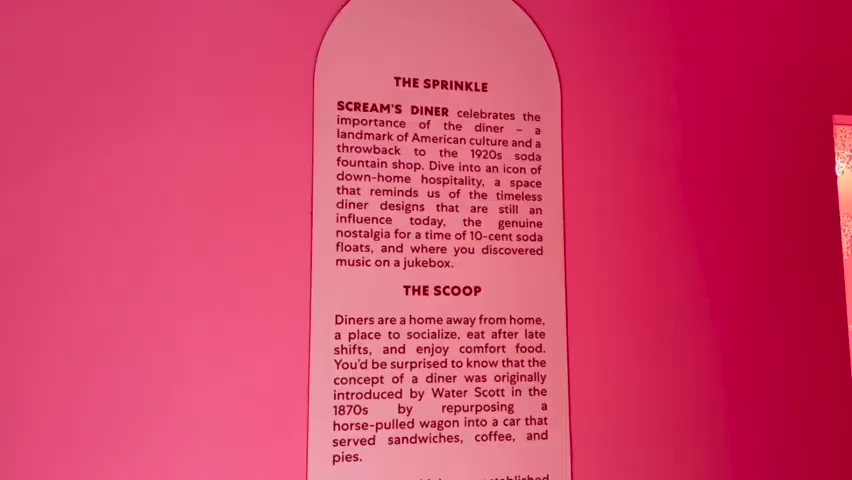 THE SPRINKLE
SCREAM'S DINER celebrates the
importance of the diner – a
landmark of American culture and a
throwback to the 1920s soda
fountain shop. Dive into an icon of
down-home hospitality, a space
that reminds us of the timeless
diner designs that are still an
influence today, the genuine
nostalgia for a time of 10-cent soda
floats, and where you discovered
music on a jukebox.
THE SCOOP
Diners are a home away from home,
a place to socialize, eat after late
shifts, and enjoy comfort food.
You'd be surprised to know that the
concept of a diner was originally
introduced by Water Scott in the
1870s by repurposing a
horse-pulled wagon into a car that
served sandwiches, coffee, and
pies.